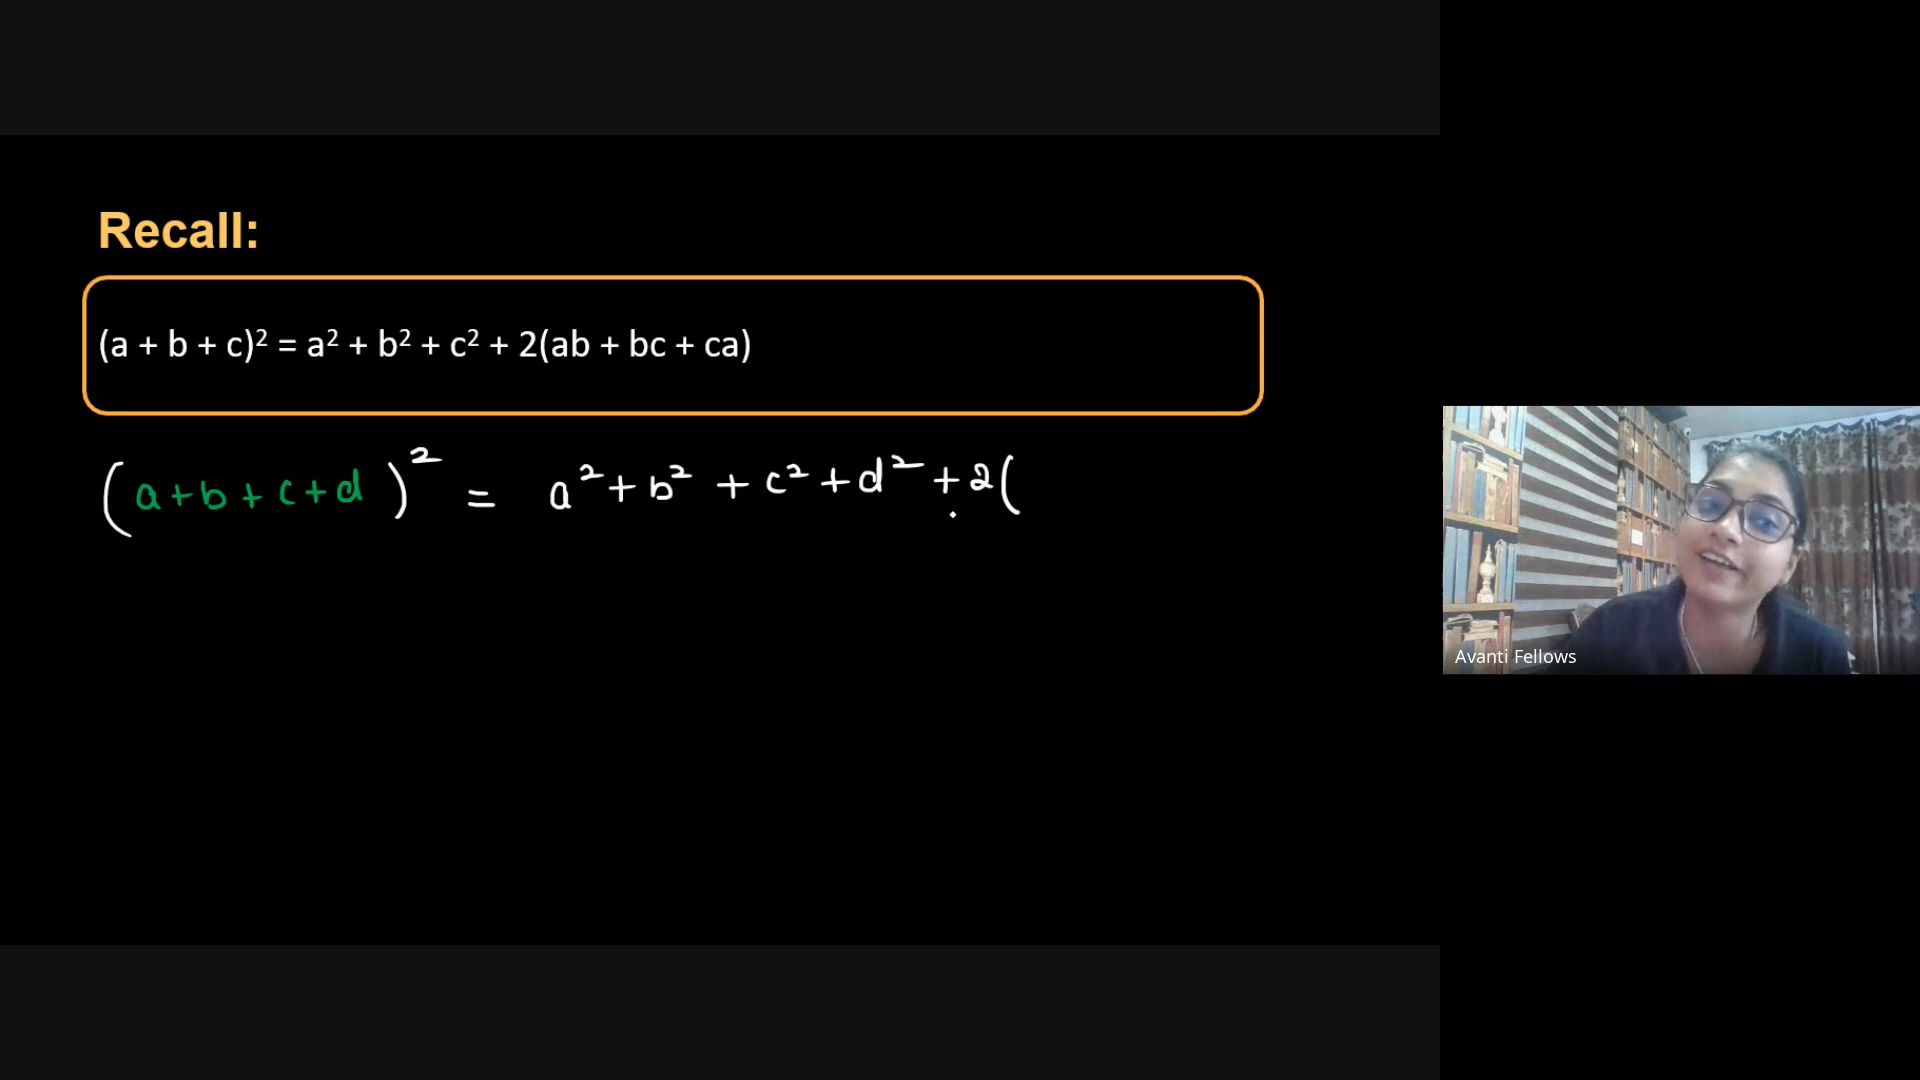 Recall:
(a + b + c)² = a² + b² + c² + 2(ab + bc + ca)
(a+b+c+d)² = a²+b² +c²+d²+2(
Avanti Fellows